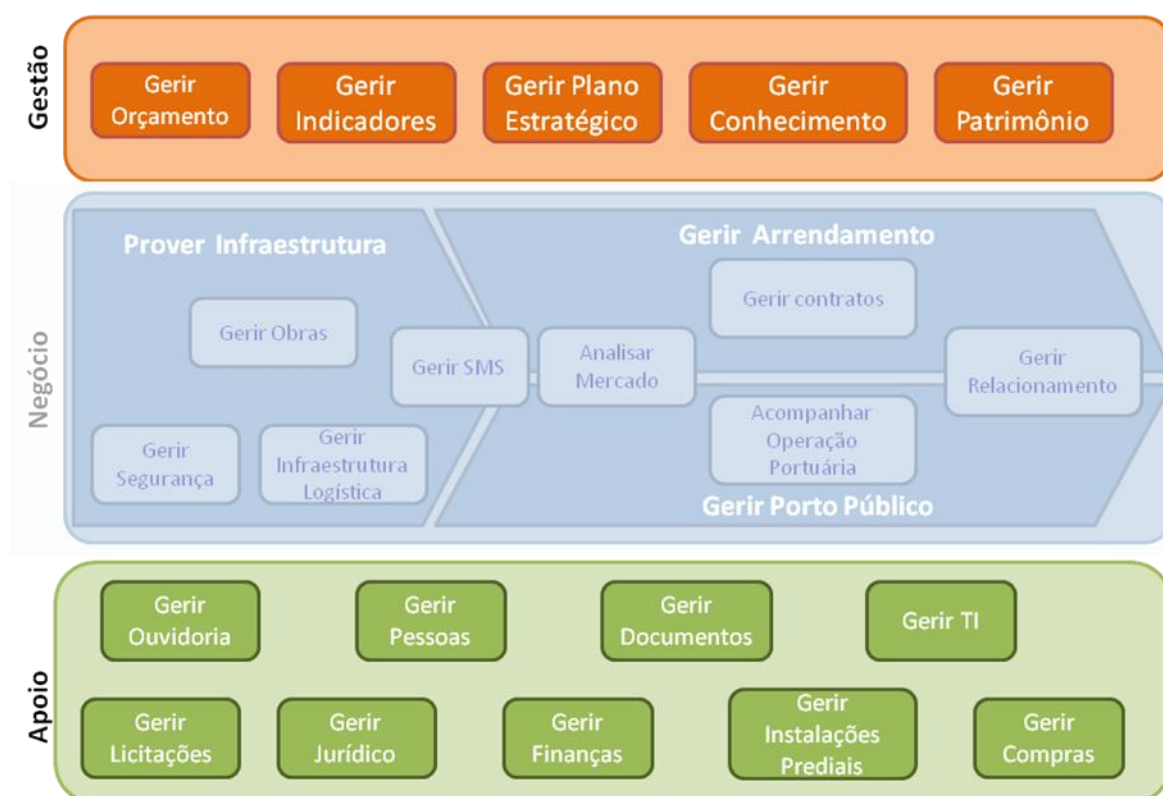 Gestão
Gerir
Orçamento
Gerir
Indicadores
Gerir Plano
Estratégico
Gerir
Conhecimento
Gerir
Patrimônio
Negócio
Prover Infraestrutura
Gerir Obras
Gerir SMS
Gerir
Segurança
Gerir
Infraestrutura
Logística
Gerir Arrendamento
Gerir contratos
Analisar
Mercado
Gerir
Relacionamento
Acompanhar
Operação
Portuária
Gerir Porto Público
Apoio
Gerir
Ouvidoria
Gerir
Pessoas
Gerir
Documentos
Gerir TI
Gerir
Licitações
Gerir
Jurídico
Gerir
Finanças
Gerir
Instalações
Prediais
Gerir
Compras